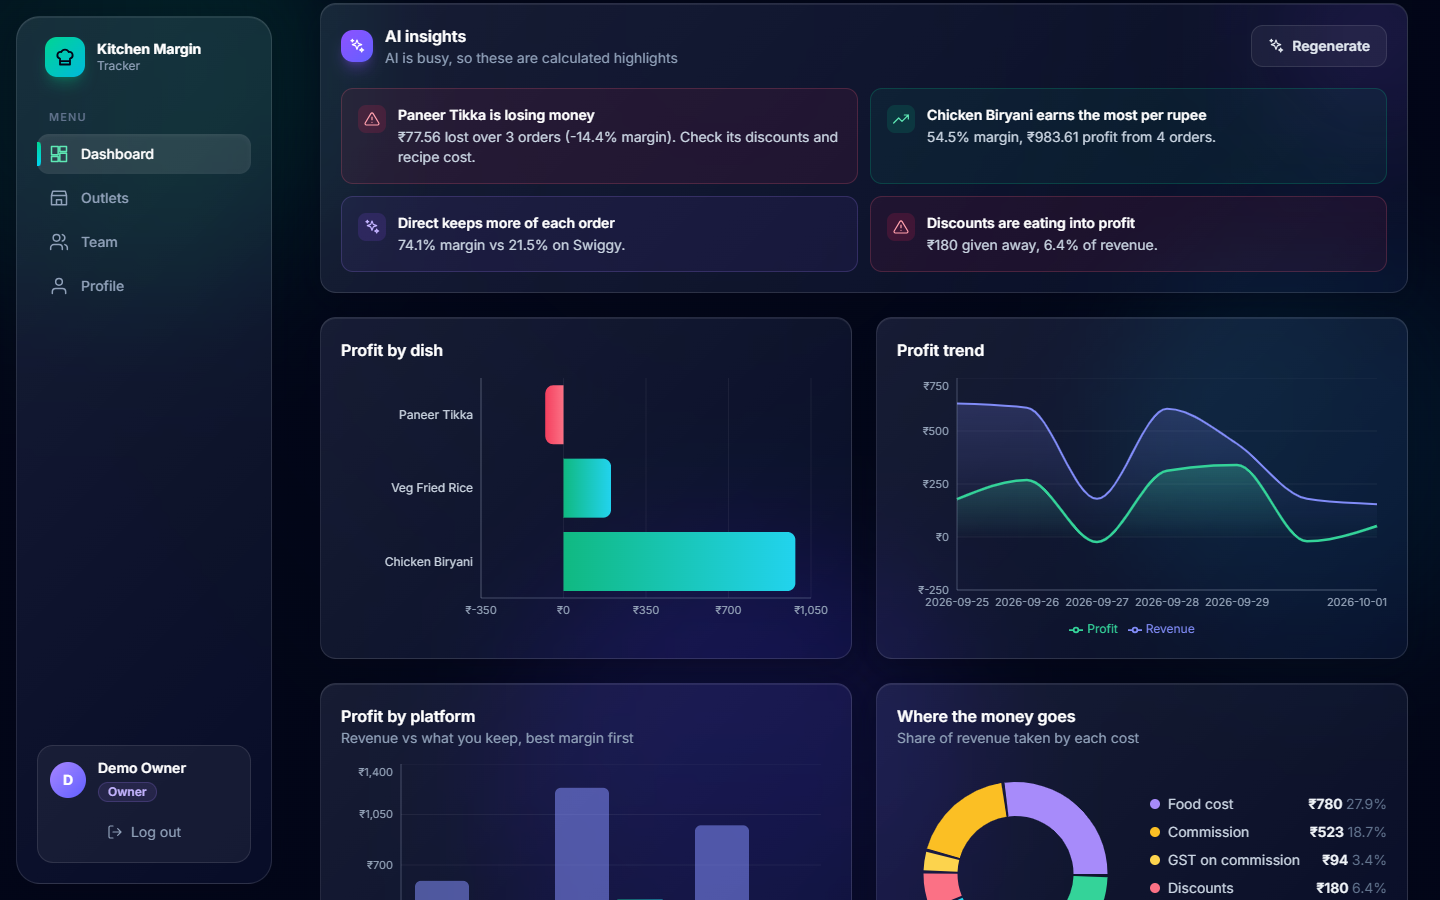 Kitchen Margin
Tracker
MENU
Dashboard
Outlets
Team
Profile
D
Demo Owner
Owner
Log out
AI insights
AI is busy, so these are calculated highlights
Regenerate
Paneer Tikka is losing money
₹77.56 lost over 3 orders (-14.4% margin). Check its discounts and
recipe cost.
Chicken Biryani earns the most per rupee
54.5% margin, ₹983.61 profit from 4 orders.
Direct keeps more of each order
74.1% margin vs 21.5% on Swiggy.
Discounts are eating into profit
₹180 given away, 6.4% of revenue.
Profit by dish
Paneer Tikka
Veg Fried Rice
Chicken Biryani
₹-350 ₹0 ₹350 ₹700 ₹1,050
Profit trend
₹750
₹500
₹250
₹0
₹-250
2026-09-25 2026-09-26 2026-09-27 2026-09-28 2026-09-29 2026-10-01
Profit Revenue
Profit by platform
Revenue vs what you keep, best margin first
₹1,400
₹1,050
₹700
Where the money goes
Share of revenue taken by each cost
Food cost ₹780 27.9%
Commission ₹523 18.7%
GST on commission ₹94 3.4%
Discounts ₹180 6.4%